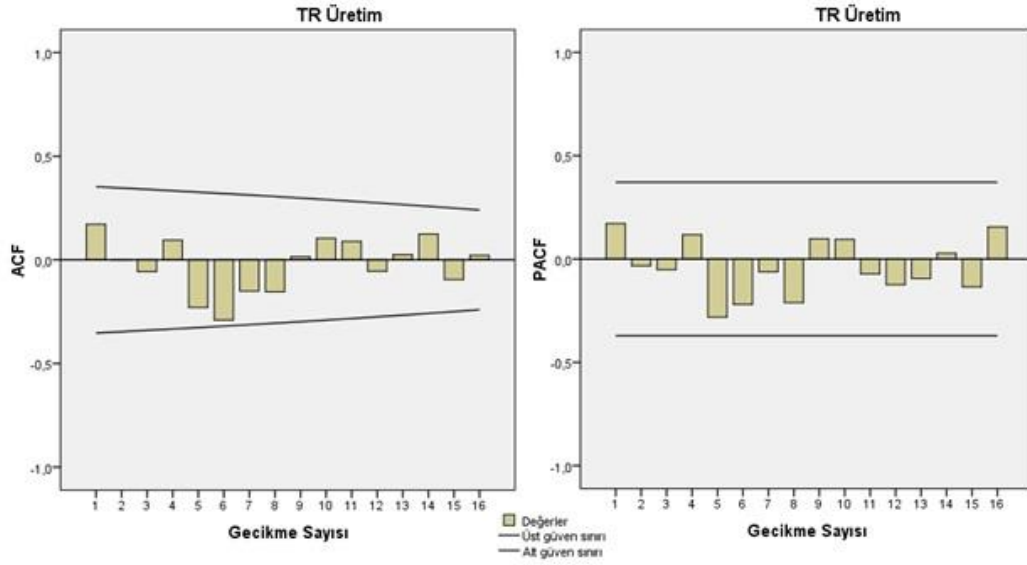 TR Üretim
1,0
0,5
0,0
-0,5
-1,0
ACF
1 2 3 4 5 6 7 8 9 10 11 12 13 14 15 16
Gecikme Sayısı
TR Üretim
1,0
0,5
0,0
-0,5
-1,0
PACF
1 2 3 4 5 6 7 8 9 10 11 12 13 14 15 16
Gecikme Sayısı
Değerler
Üst güven sınırı
Alt güven sınırı